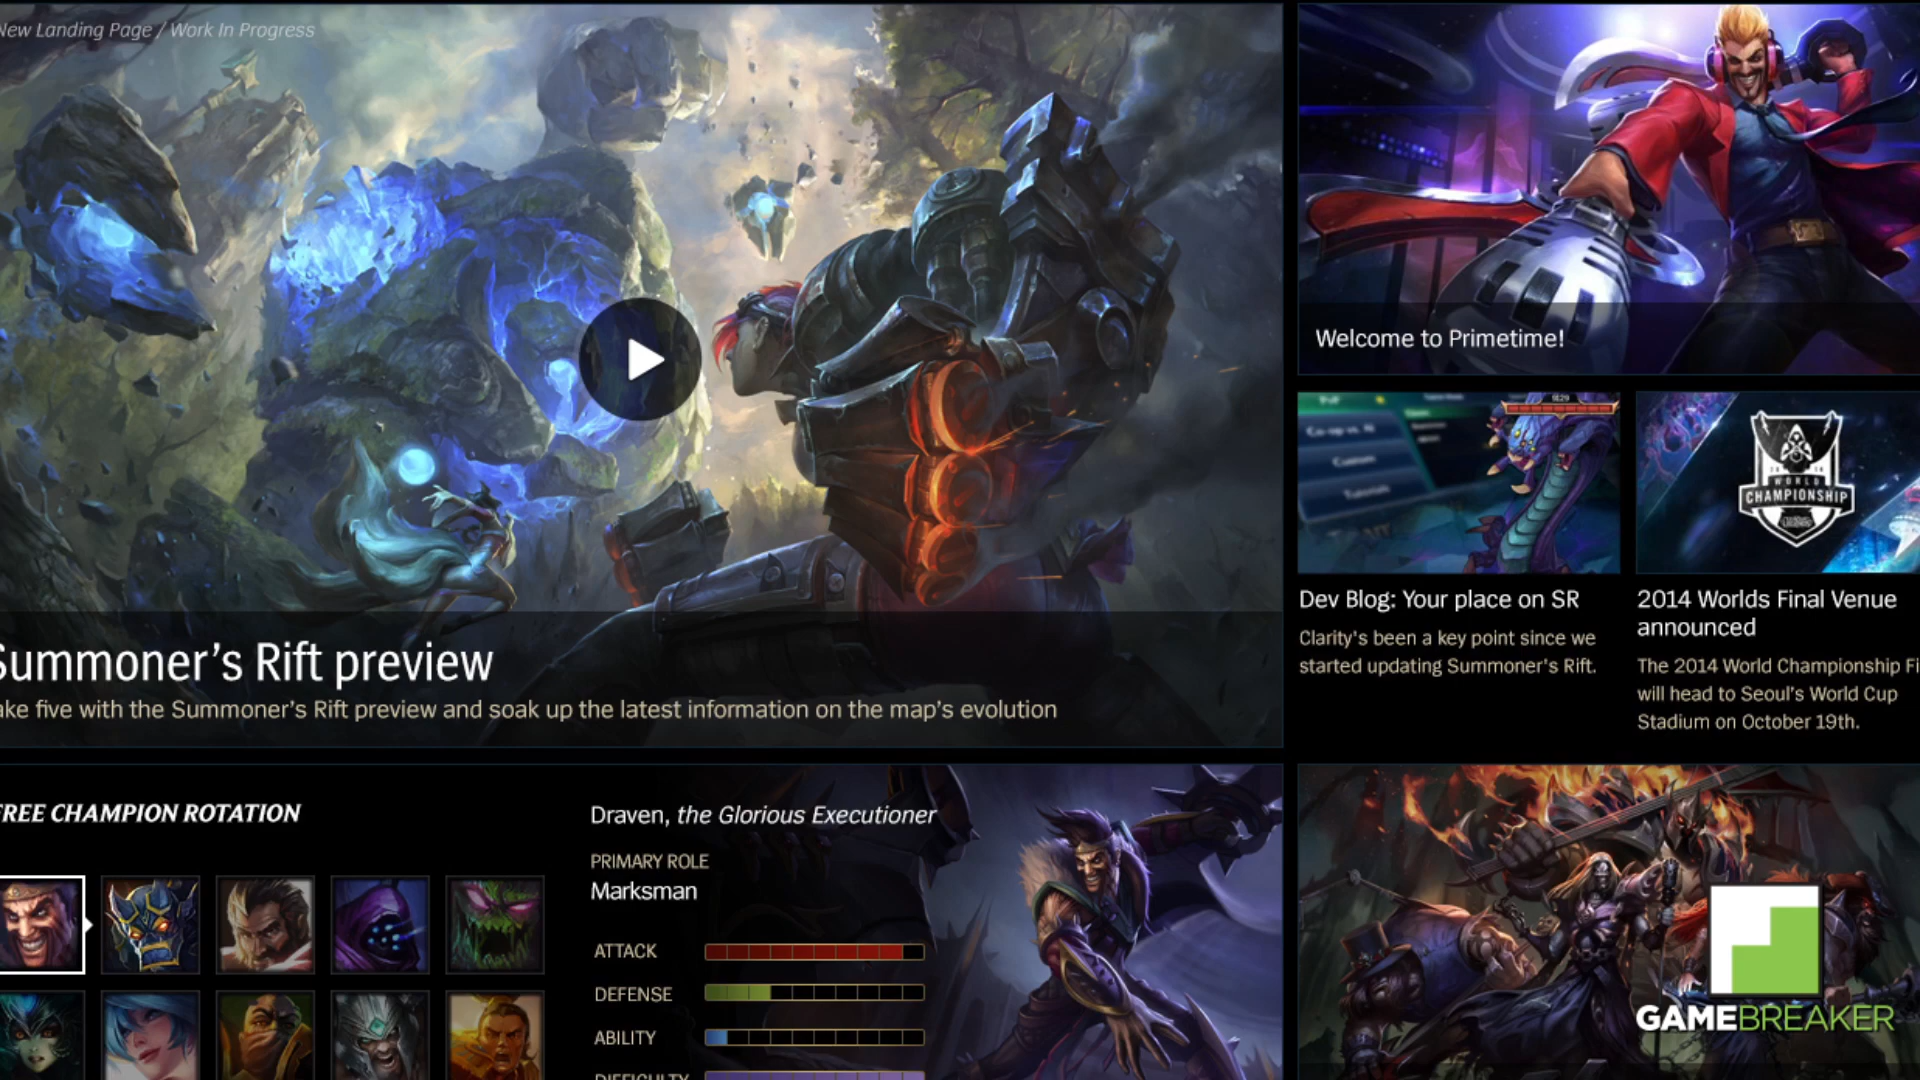 New Landing Page / Work In Progress
Summoner's Rift preview
ake five with the Summoner's Rift preview and soak up the latest information on the map's evolution
Welcome to Primetime!
WORLD
CHAMPIONSHIP
Dev Blog: Your place on SR
Clarity's been a key point since we
started updating Summoner's Rift.
2014 Worlds Final Venue
announced
The 2014 World Championship Fi
will head to Seoul's World Cup
Stadium on October 19th.
FREE CHAMPION ROTATION
Draven, the Glorious Executioner
PRIMARY ROLE
Marksman
ATTACK
DEFENSE
ABILITY
DIFFICULTY
GAMEBREAKER